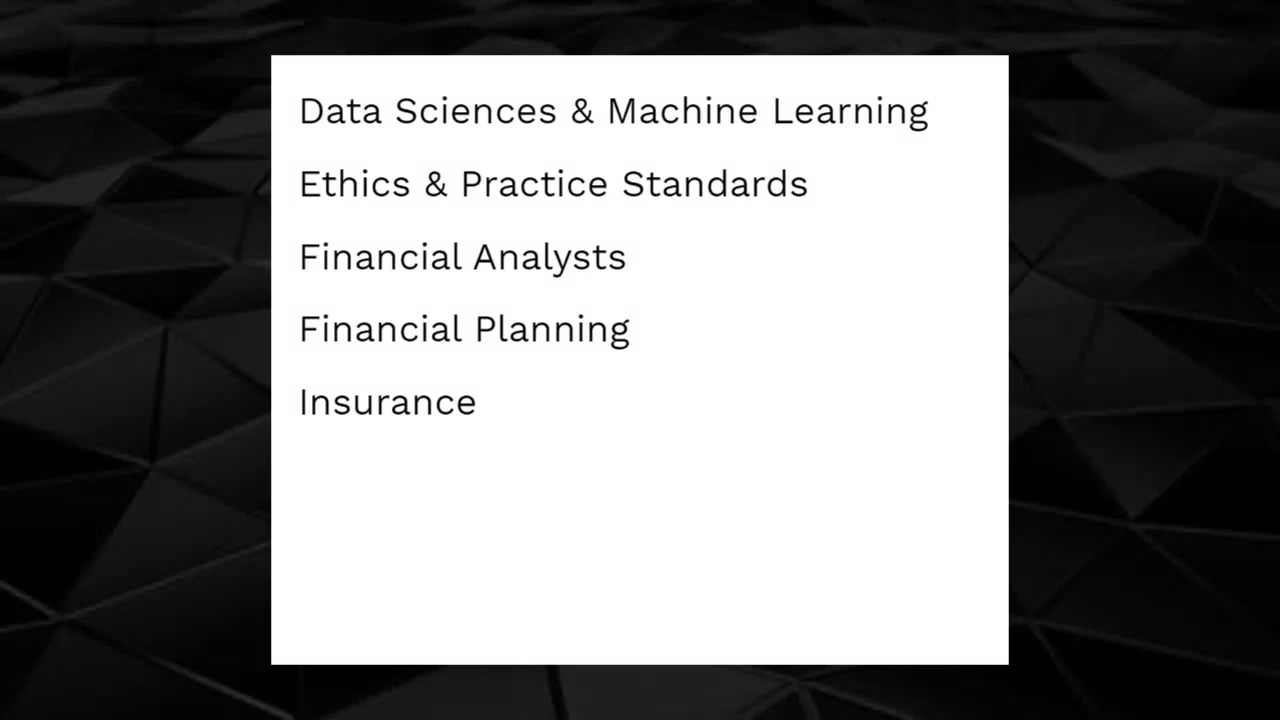 Data Sciences & Machine Learning
Ethics & Practice Standards
Financial Analysts
Financial Planning
Insurance